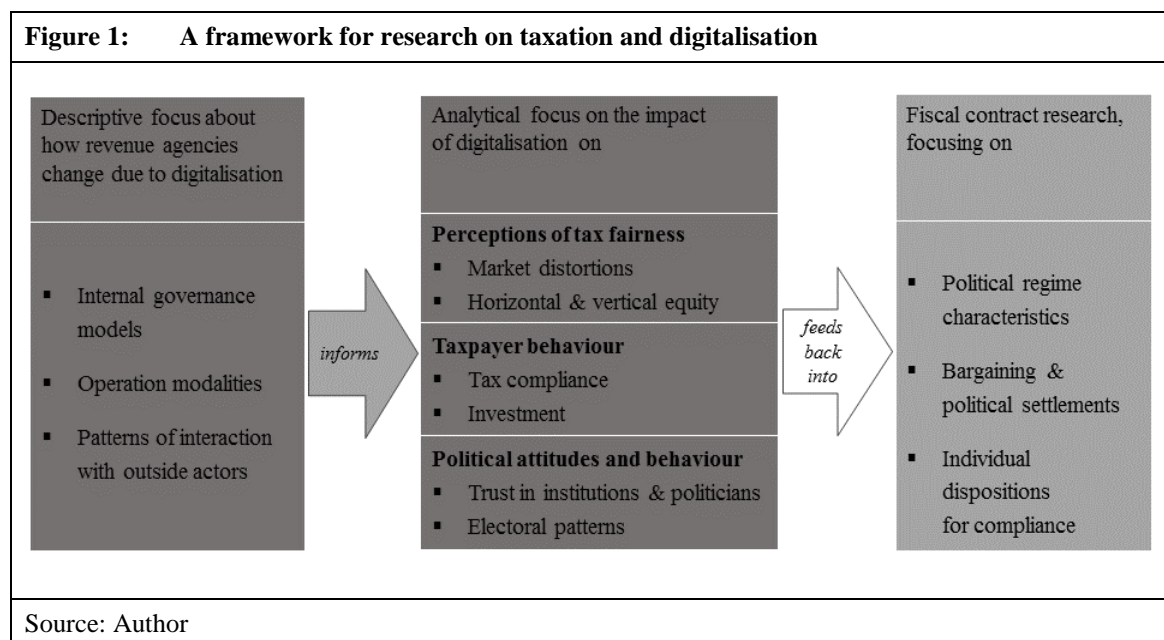 Figure 1: A framework for research on taxation and digitalisation
Descriptive focus about
how revenue agencies
change due to digitalisation
▪ Internal governance
models
▪ Operation modalities
▪ Patterns of interaction
with outside actors
informs
Analytical focus on the impact
of digitalisation on
Perceptions of tax fairness
▪ Market distortions
▪ Horizontal & vertical equity
Taxpayer behaviour
▪ Tax compliance
▪ Investment
Political attitudes and behaviour
▪ Trust in institutions & politicians
▪ Electoral patterns
feeds
back
into
Fiscal contract research,
focusing on
▪ Political regime
characteristics
▪ Bargaining &
political settlements
▪ Individual
dispositions
for compliance
Source: Author